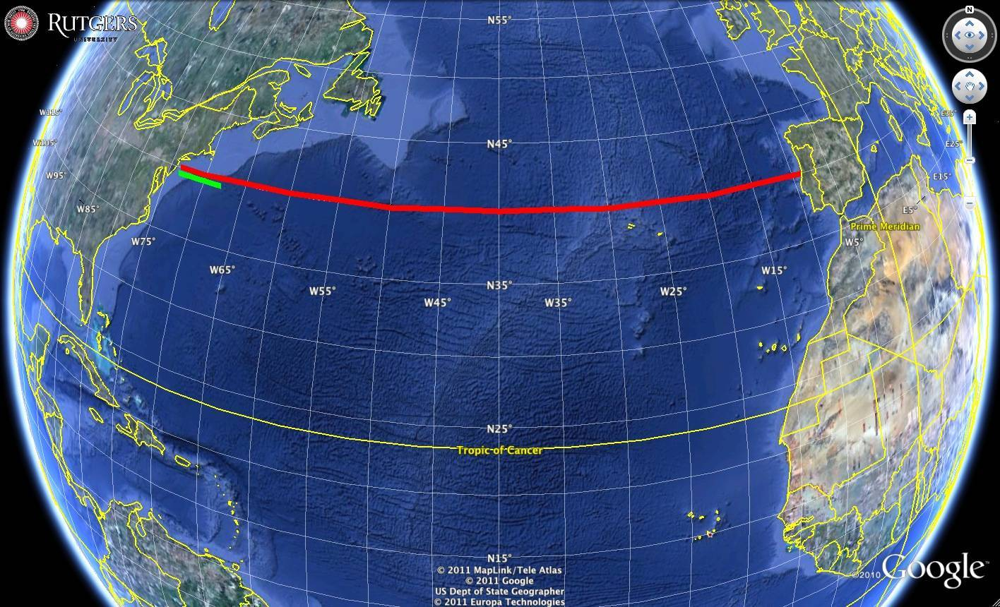 RUTGERS
UNIVERSITY
N
N55°
W115°
E35°
W105°
N45°
E25°
W95°
E15°
W85°
E5°
Prime Meridian
W75°
W5°
W65°
W15°
N35°
W55°
W25°
W45°
W35°
N25°
Tropic of Cancer
N15°
© 2011 MapLink/Tele Atlas
© 2011 Google
US Dept of State Geographer
© 2011 Europa Technologies
©2010 Google™